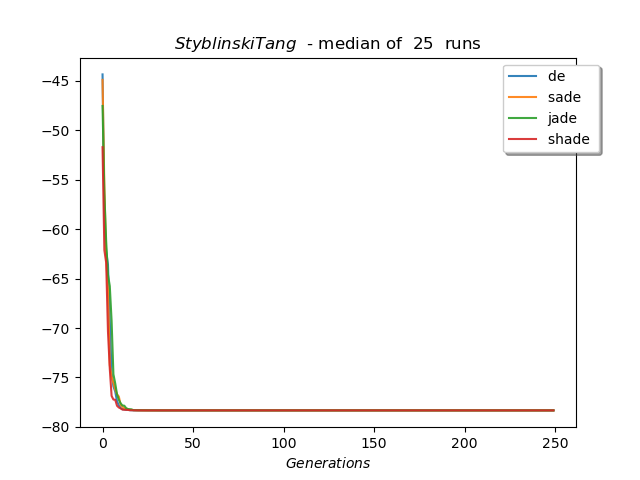 StyblinskiTang - median of 25 runs
de
sade
jade
shade
−45
−50
−55
−60
−65
−70
−75
−80
0 50 100 150 200 250
Generations